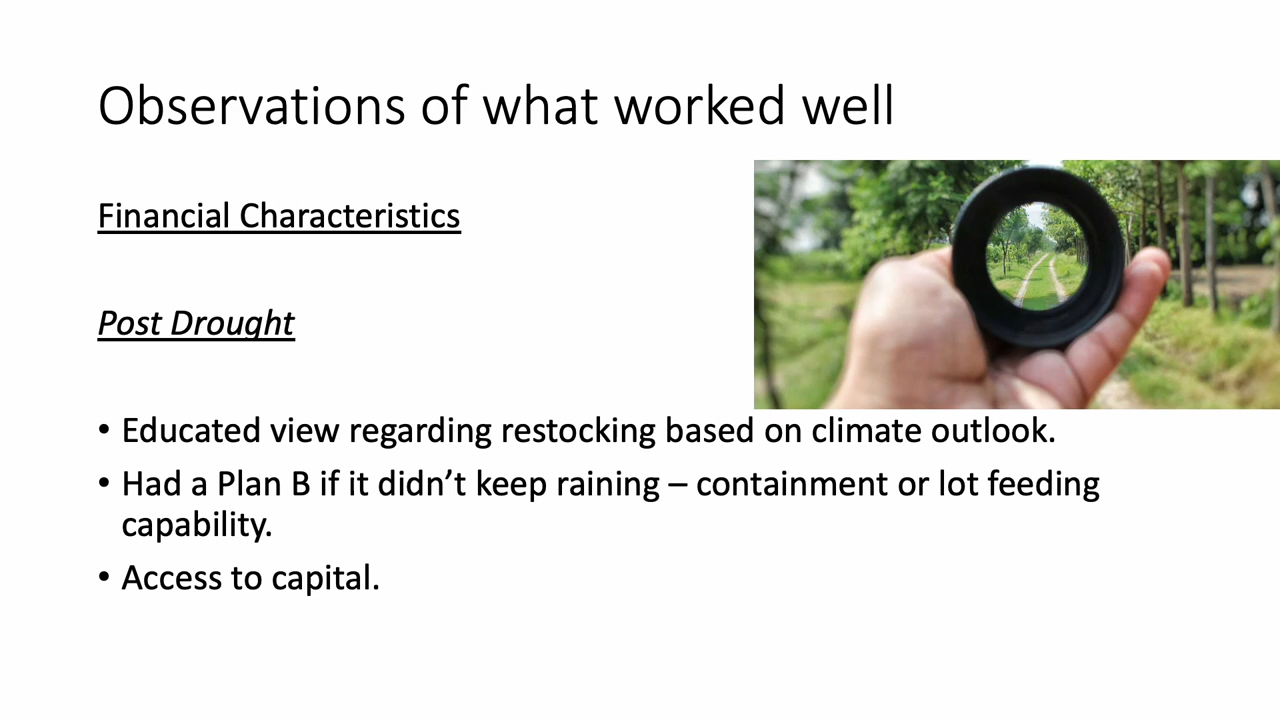 Observations of what worked well
Financial Characteristics
Post Drought
• Educated view regarding restocking based on climate outlook.
• Had a Plan B if it didn’t keep raining – containment or lot feeding
capability.
• Access to capital.